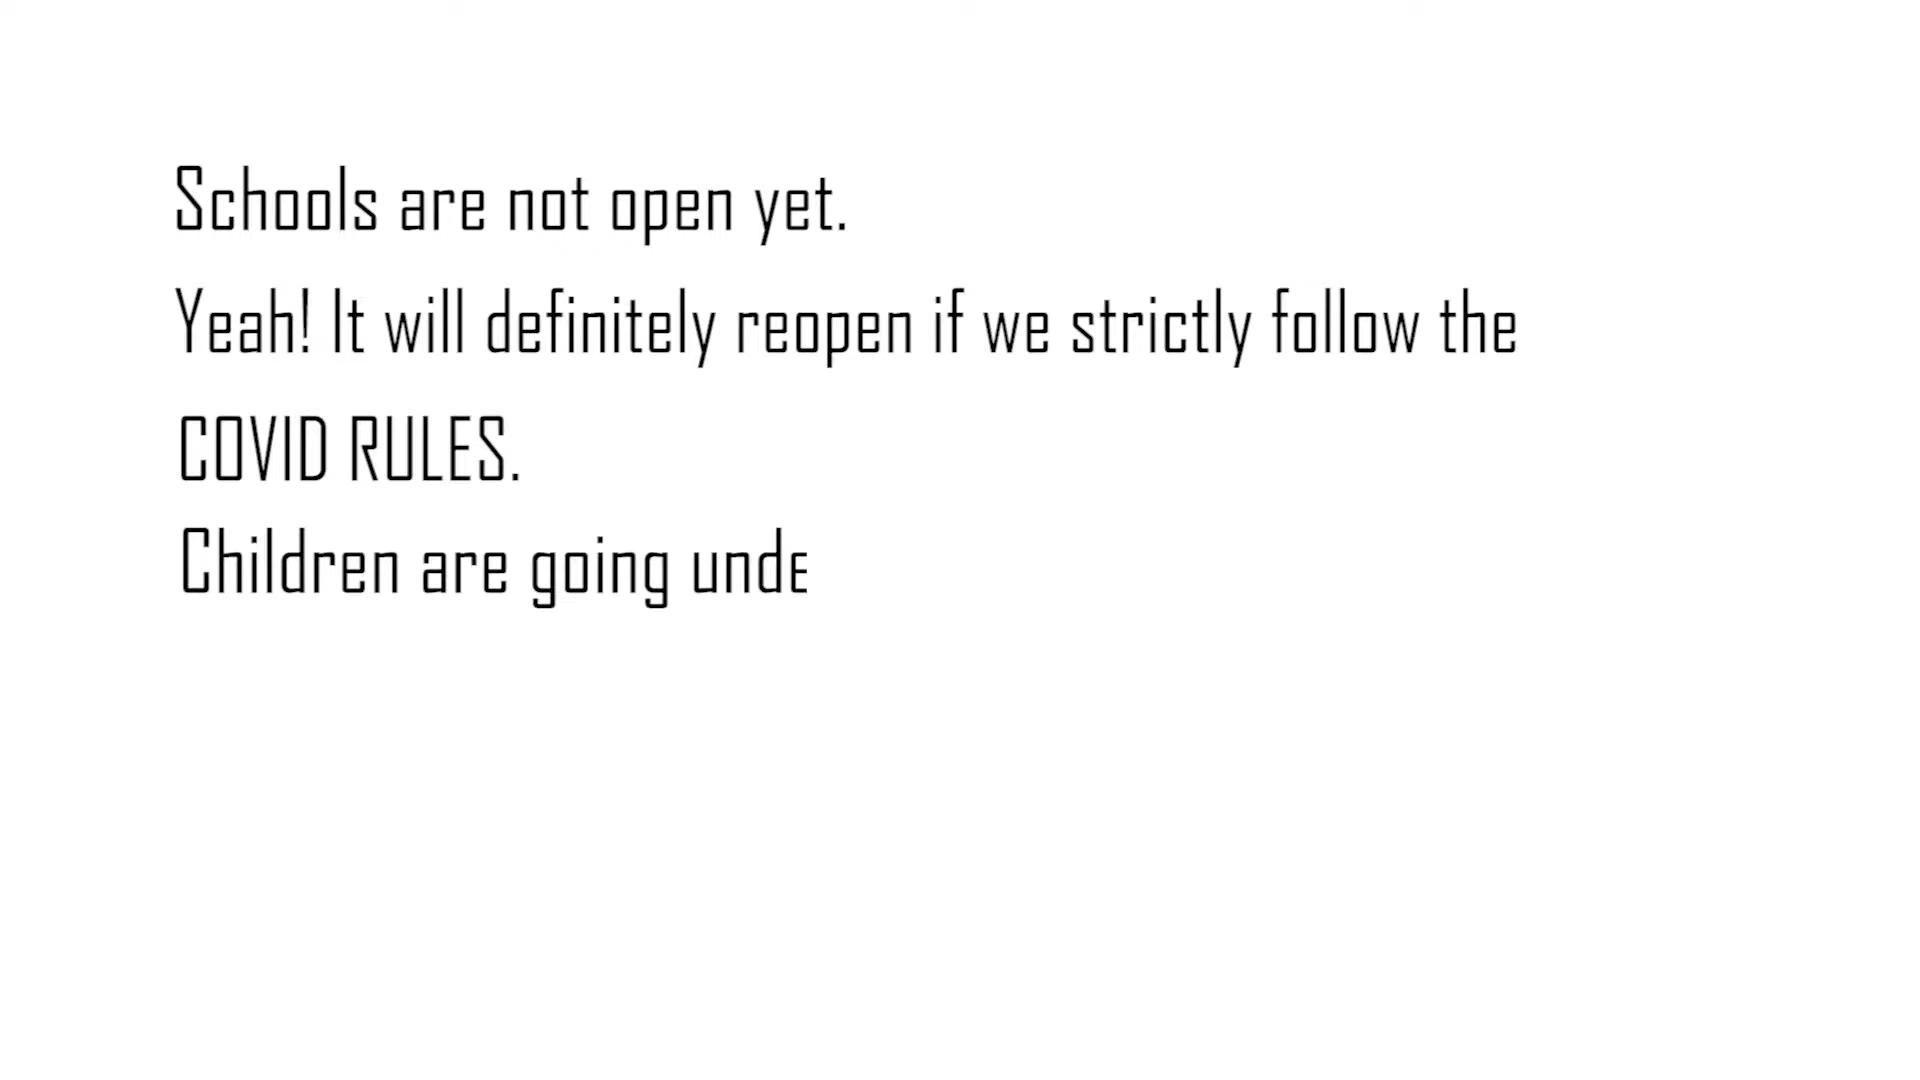 Schools are not open yet.
Yeah! It will definitely reopen if we strictly follow the
COVID RULES.
Children are going unde